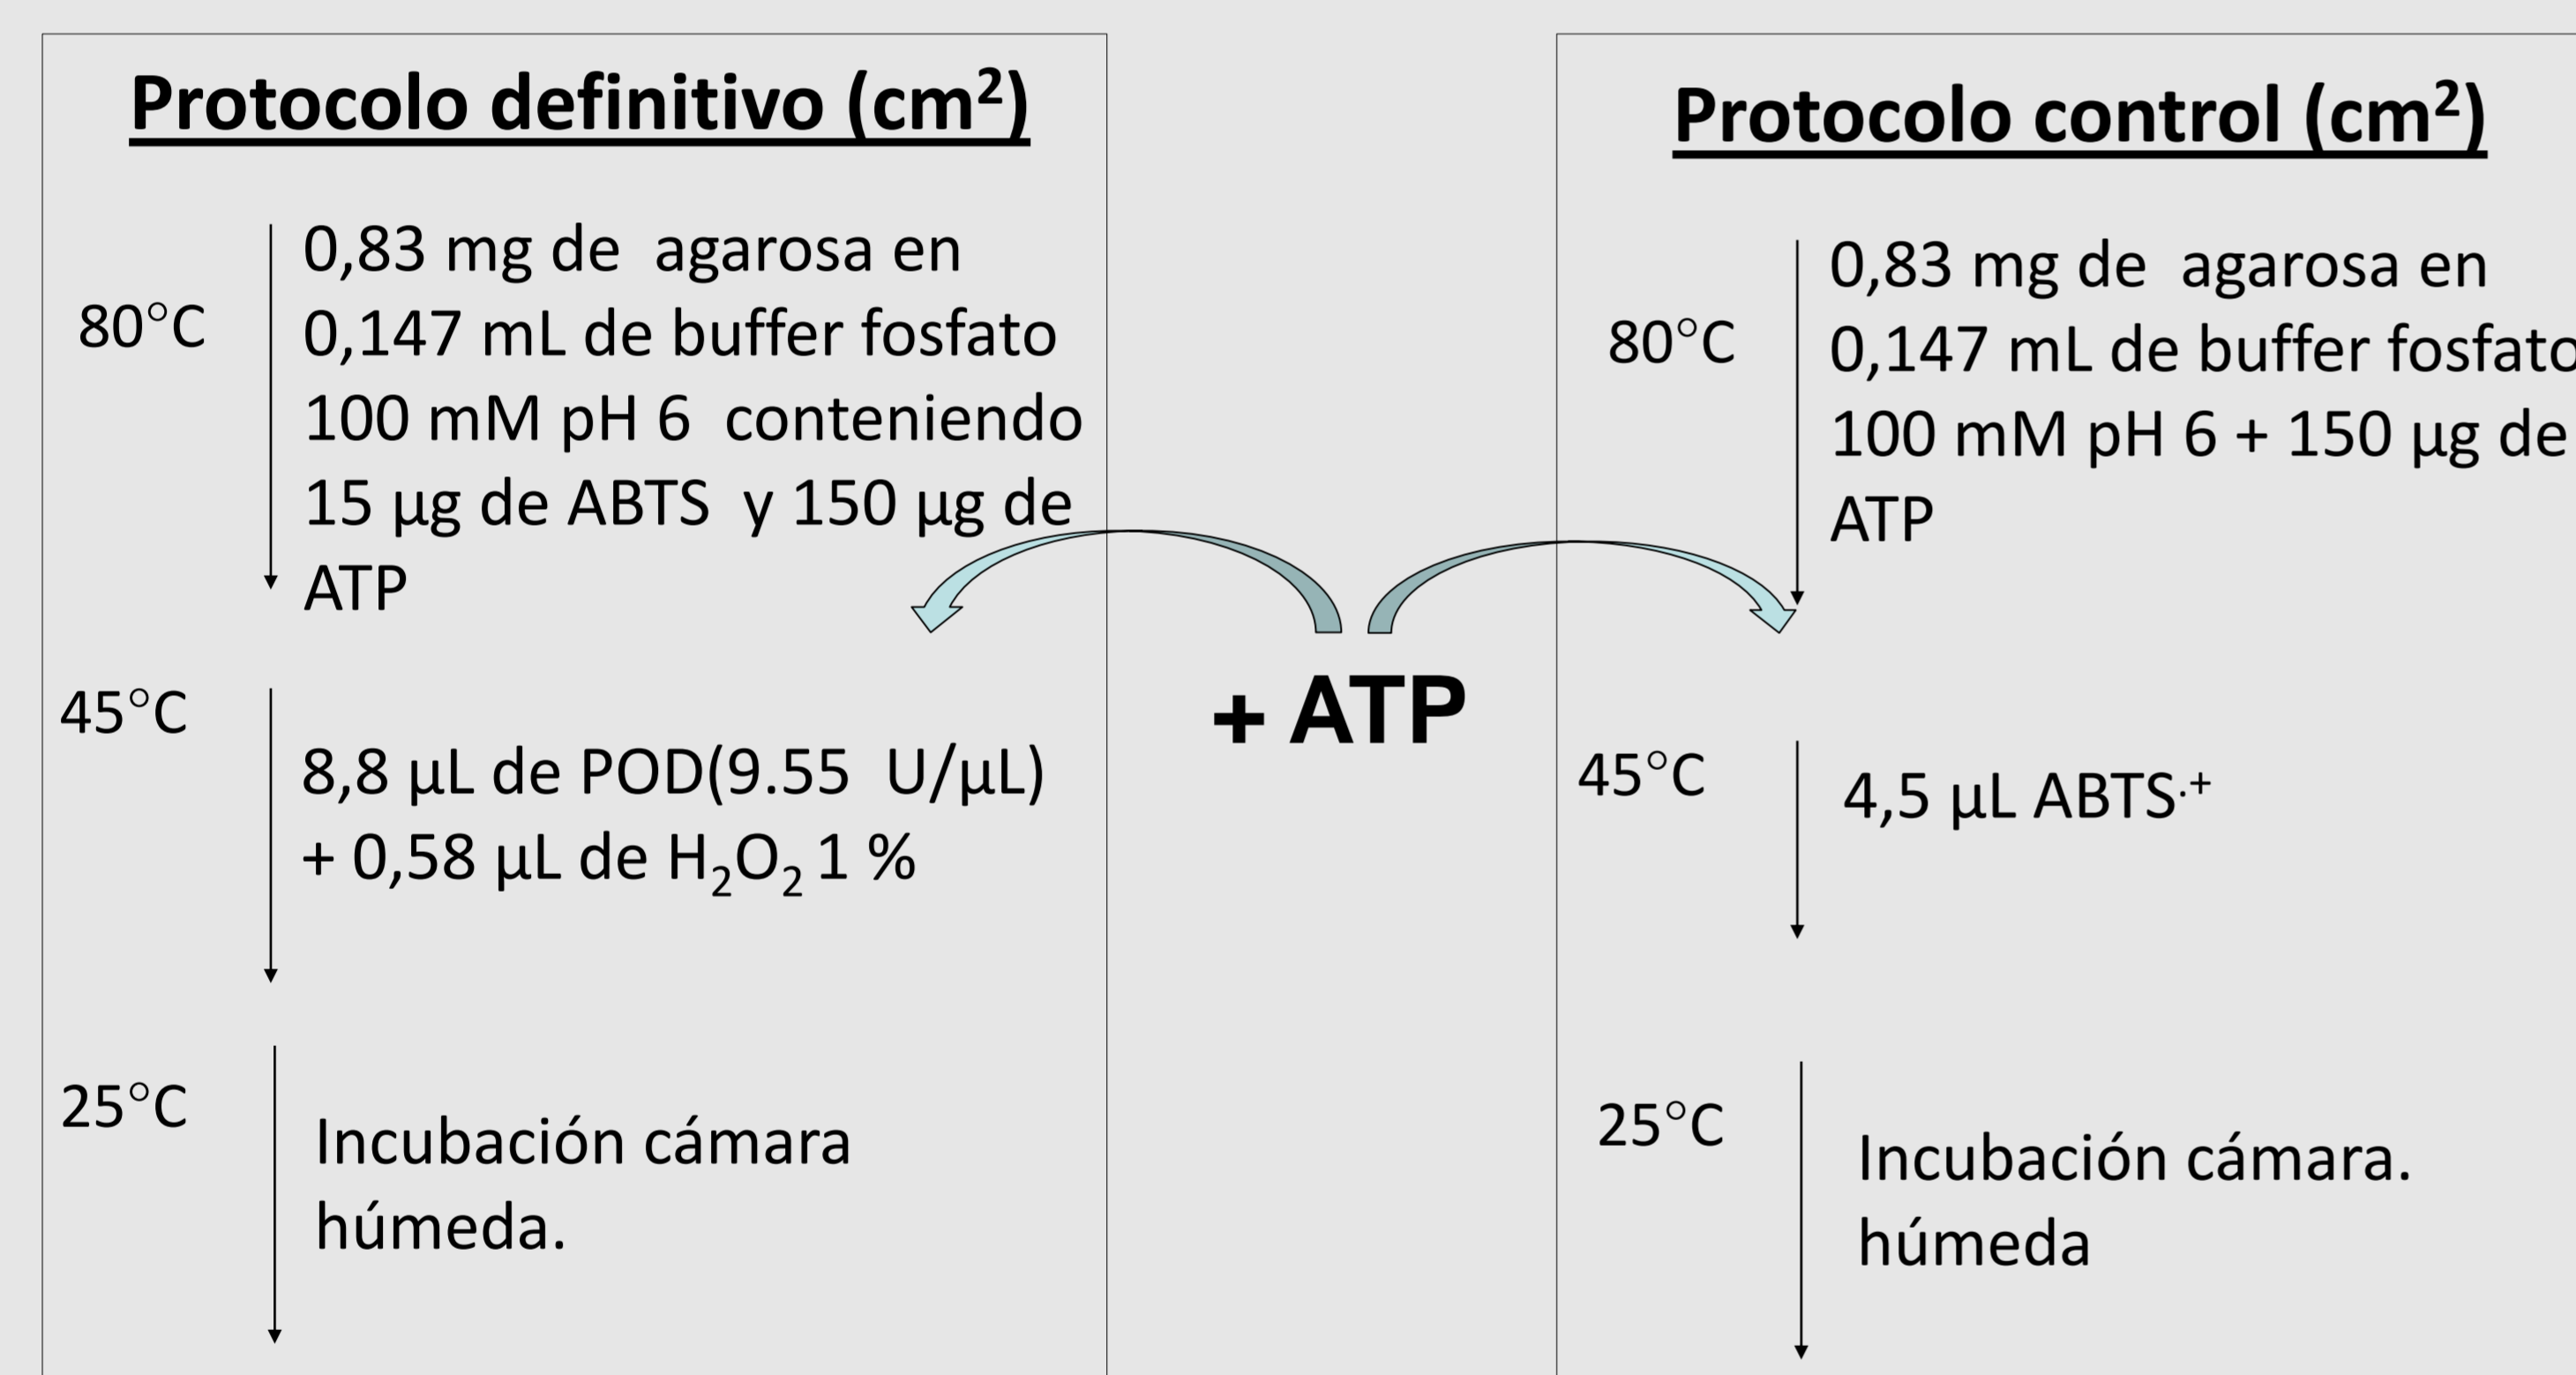 Protocolo definitivo (cm²)
80°C
0,83 mg de agarosa en
0,147 mL de buffer fosfato
100 mM pH 6 conteniendo
15 µg de ABTS y 150 µg de
ATP
45°C
8,8 µL de POD(9.55 U/µL)
+ 0,58 µL de H₂O₂ 1 %
25°C
Incubación cámara
húmeda.
+ ATP
Protocolo control (cm²)
80°C
0,83 mg de agarosa en
0,147 mL de buffer fosfato
100 mM pH 6 + 150 µg de
ATP
45°C
4,5 µL ABTS·⁺
25°C
Incubación cámara.
húmeda